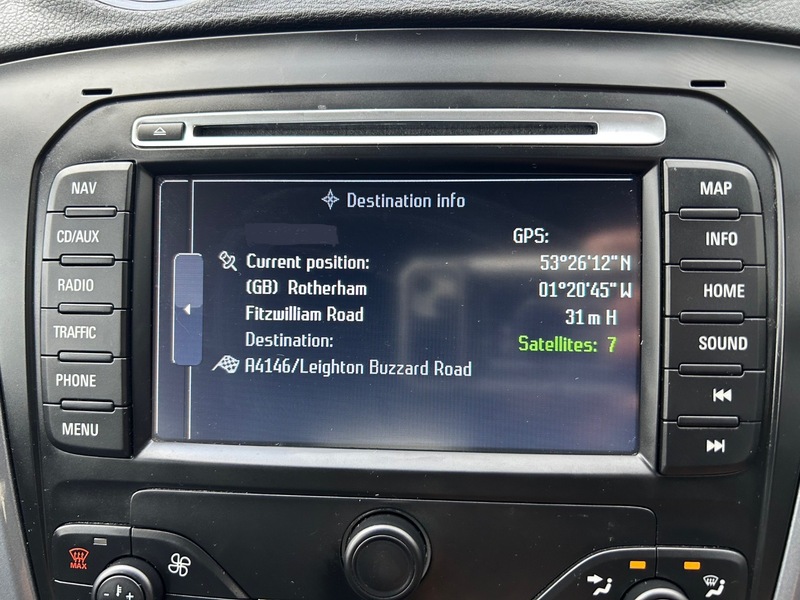 NAV
CD/AUX
RADIO
TRAFFIC
PHONE
MENU
Destination info
GPS:
Current position: 53°26'12"N
(GB) Rotherham 01°20'45"W
Fitzwilliam Road 31 m H
Destination: Satellites: 7
A4146/Leighton Buzzard Road
MAP
INFO
HOME
SOUND
MAX